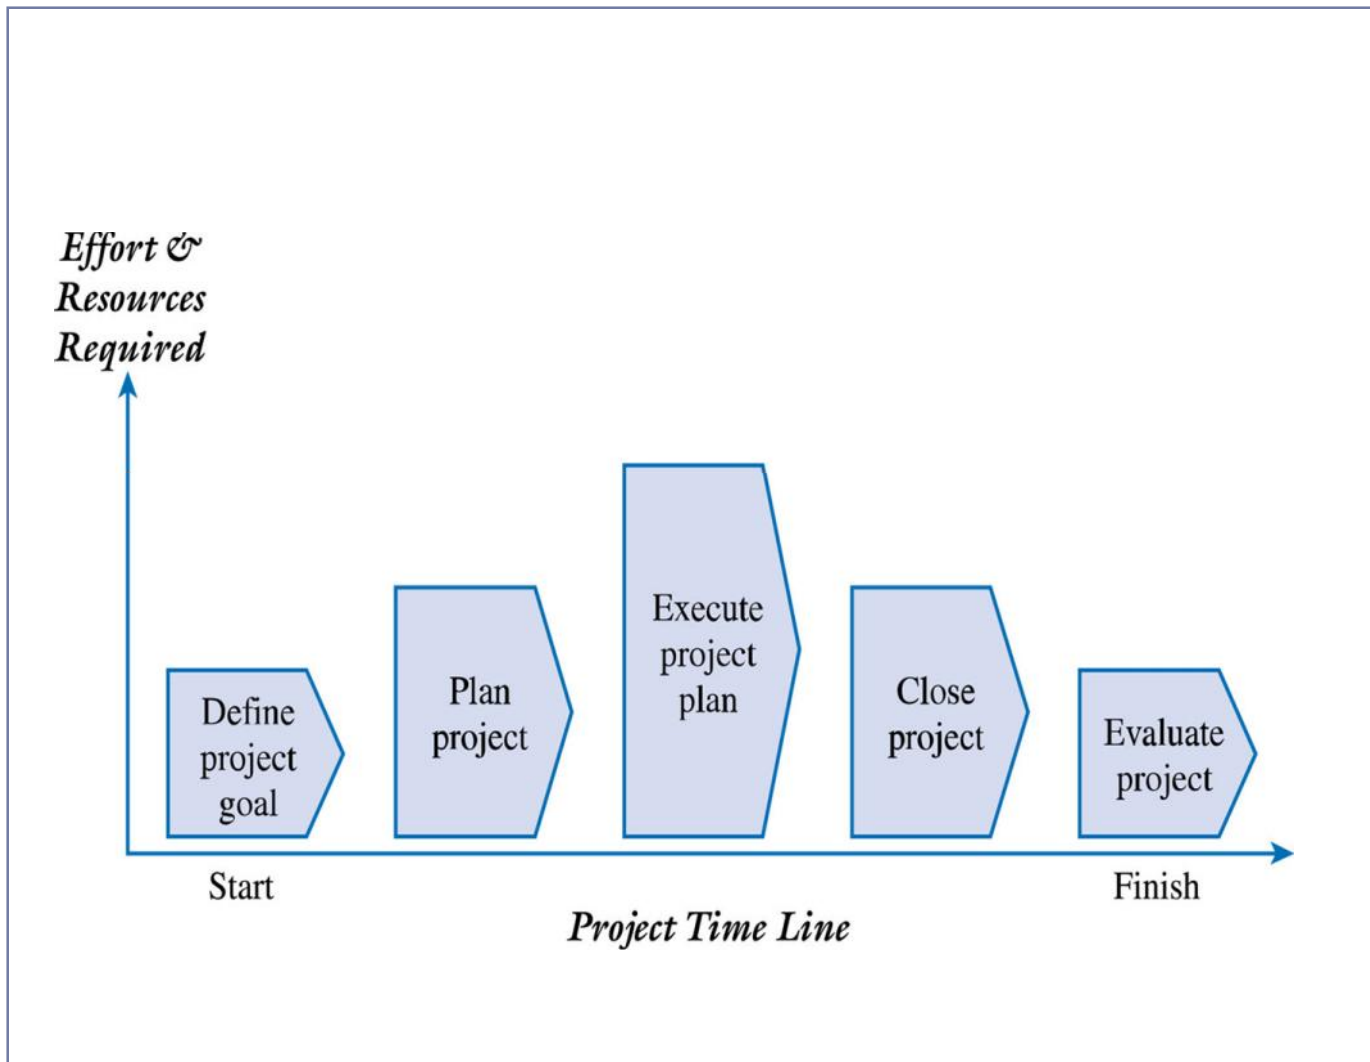 Effort &
Resources
Required
Define
project
goal
Plan
project
Execute
project
plan
Close
project
Evaluate
project
Start
Finish
Project Time Line